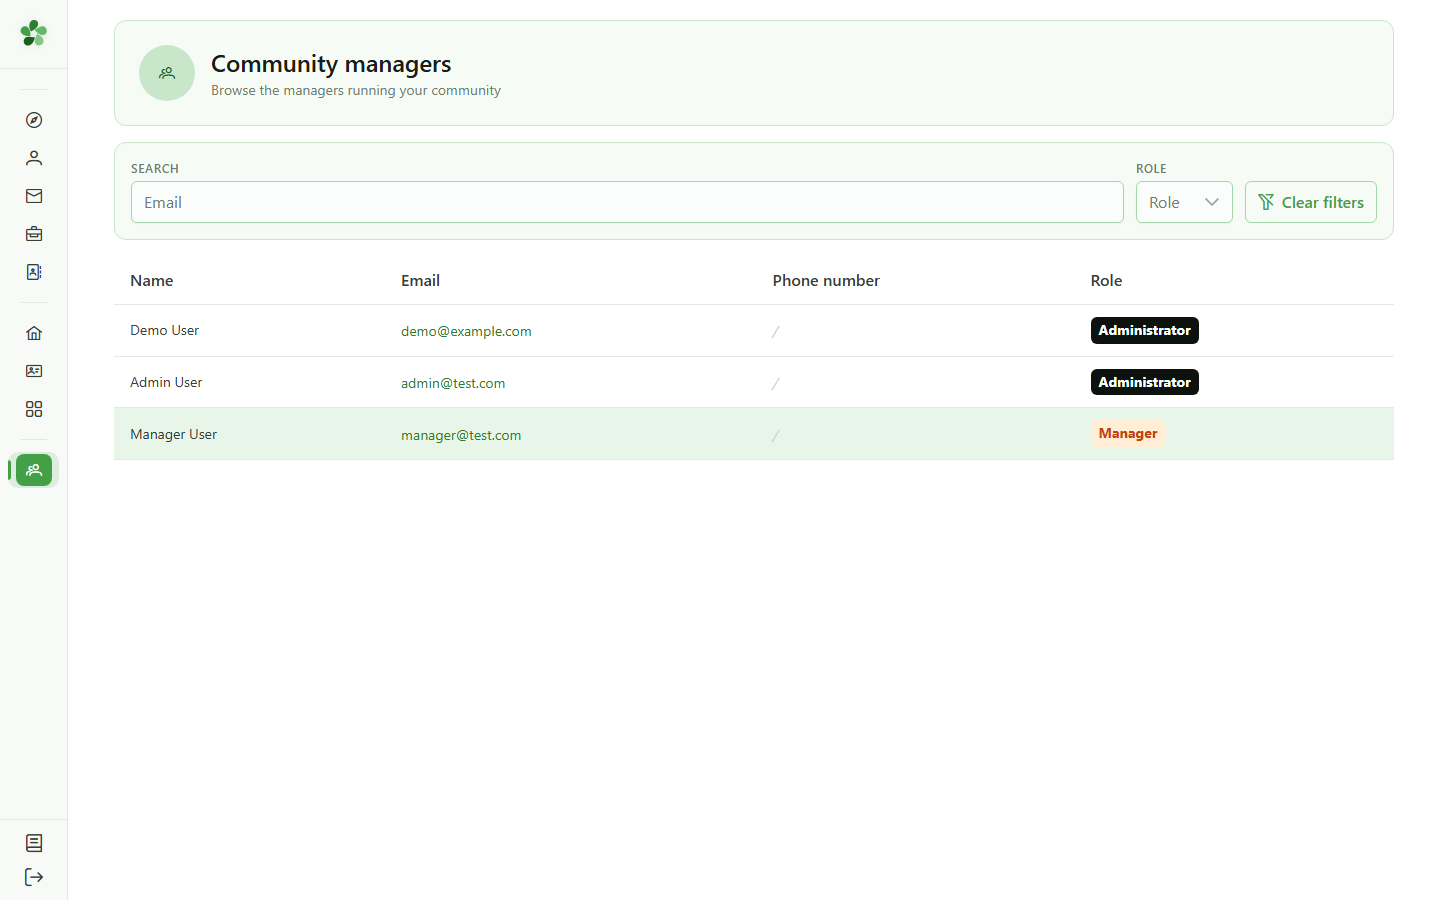 Community managers
Browse the managers running your community
SEARCH
ROLE
Email
Role
Clear filters
Name Email Phone number Role
Demo User demo@example.com / Administrator
Admin User admin@test.com / Administrator
Manager User manager@test.com / Manager